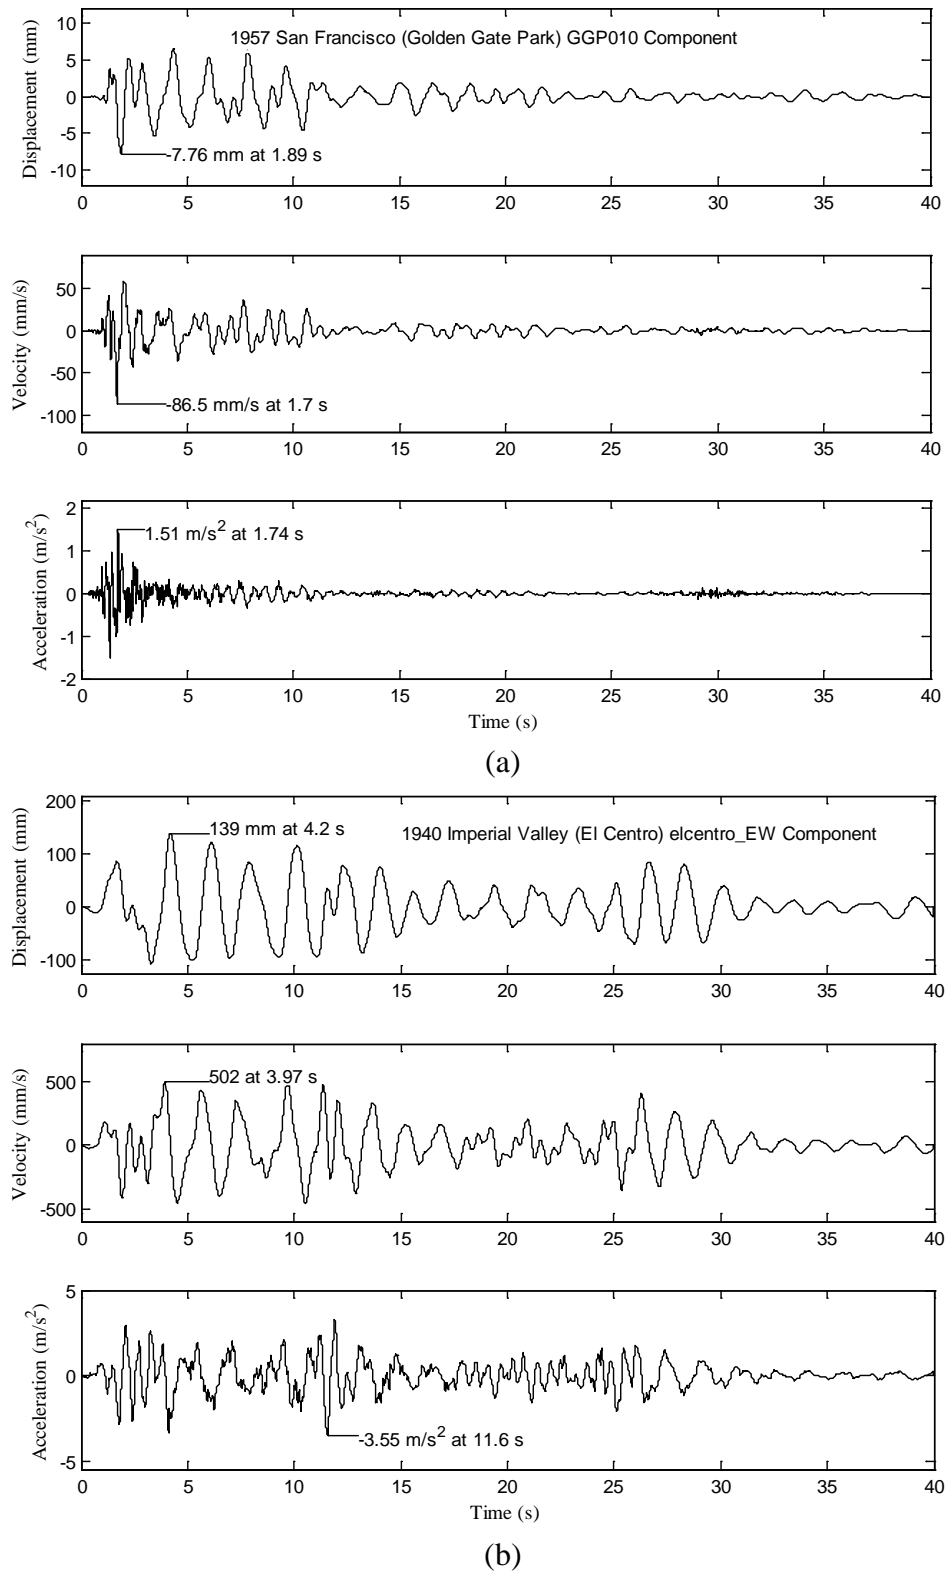 Displacement (mm)
10
5
0
-5
-10
1957 San Francisco (Golden Gate Park) GGP010 Component
-7.76 mm at 1.89 s
0 5 10 15 20 25 30 35 40
Velocity (mm/s)
50
0
-50
-100
-86.5 mm/s at 1.7 s
0 5 10 15 20 25 30 35 40
Acceleration (m/s²)
2
1
0
-1
-2
1.51 m/s² at 1.74 s
0 5 10 15 20 25 30 35 40
Time (s)
(a)
Displacement (mm)
200
100
0
-100
139 mm at 4.2 s
1940 Imperial Valley (El Centro) elcentro_EW Component
0 5 10 15 20 25 30 35 40
Velocity (mm/s)
500
0
-500
502 at 3.97 s
0 5 10 15 20 25 30 35 40
Acceleration (m/s²)
5
0
-5
-3.55 m/s² at 11.6 s
0 5 10 15 20 25 30 35 40
Time (s)
(b)